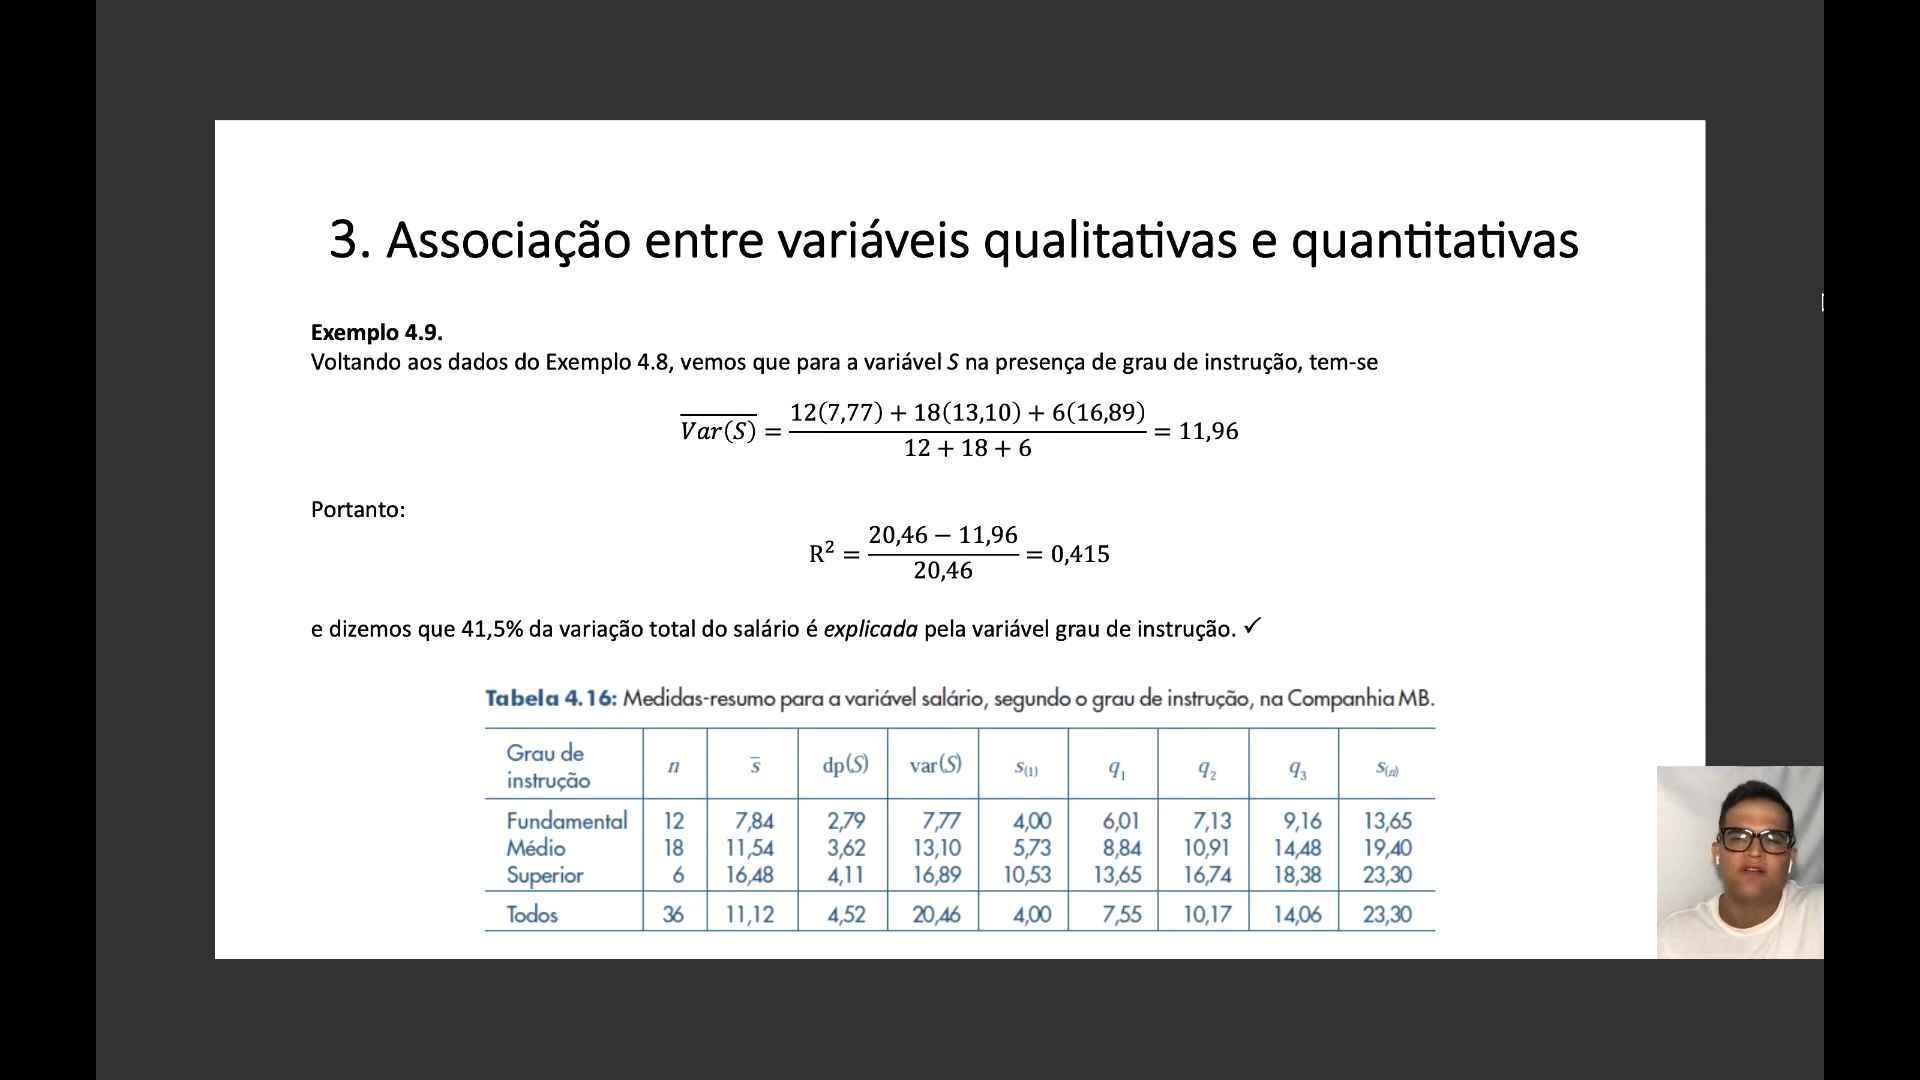 3. Associação entre variáveis qualitativas e quantitativas
Exemplo 4.9.
Voltando aos dados do Exemplo 4.8, vemos que para a variável S na presença de grau de instrução, tem-se
12(7,77) + 18(13,10) + 6(16,89)
Var(S) = = 11,96
12 + 18 + 6
Portanto:
20,46 − 11,96
R² = = 0,415
20,46
e dizemos que 41,5% da variação total do salário é explicada pela variável grau de instrução. ✓
Tabela 4.16: Medidas-resumo para a variável salário, segundo o grau de instrução, na Companhia MB.
Grau de instrução n s̄ dp(S) var(S) s(1) q₁ q₂ q₃ s(n)
Fundamental 12 7,84 2,79 7,77 4,00 6,01 7,13 9,16 13,65
Médio 18 11,54 3,62 13,10 5,73 8,84 10,91 14,48 19,40
Superior 6 16,48 4,11 16,89 10,53 13,65 16,74 18,38 23,30
Todos 36 11,12 4,52 20,46 4,00 7,55 10,17 14,06 23,30